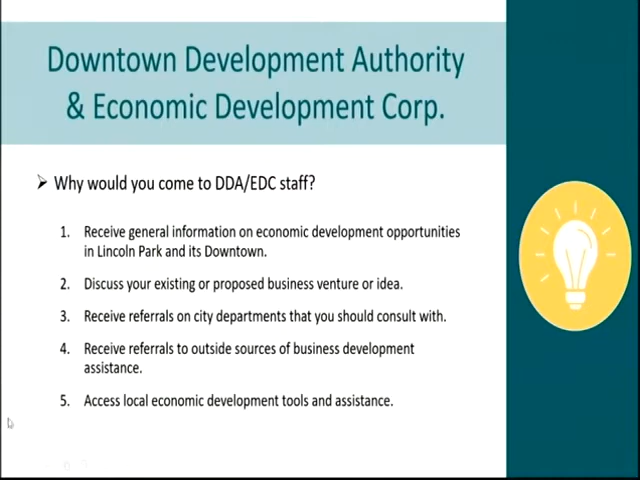 Downtown Development Authority
& Economic Development Corp.
Why would you come to DDA/EDC staff?
1. Receive general information on economic development opportunities
in Lincoln Park and its Downtown.
2. Discuss your existing or proposed business venture or idea.
3. Receive referrals on city departments that you should consult with.
4. Receive referrals to outside sources of business development
assistance.
5. Access local economic development tools and assistance.